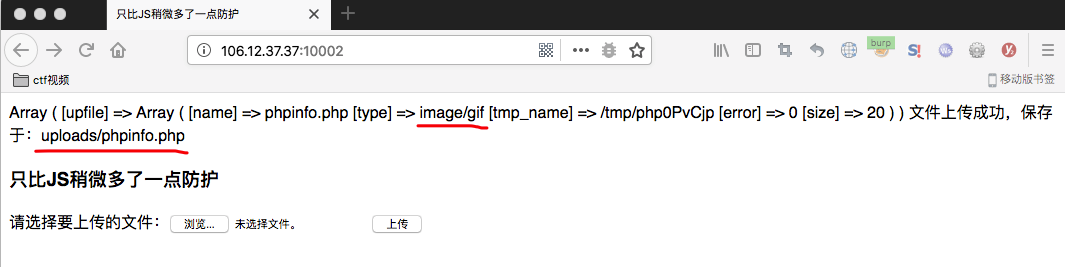 只比JS稍微多了一点防护
106.12.37.37:10002
burp
ctf视频
移动版书签
Array ( [upfile] => Array ( [name] => phpinfo.php [type] => image/gif [tmp_name] => /tmp/php0PvCjp [error] => 0 [size] => 20 ) ) 文件上传成功，保存
于：uploads/phpinfo.php
只比JS稍微多了一点防护
请选择要上传的文件：浏览... 未选择文件。 上传